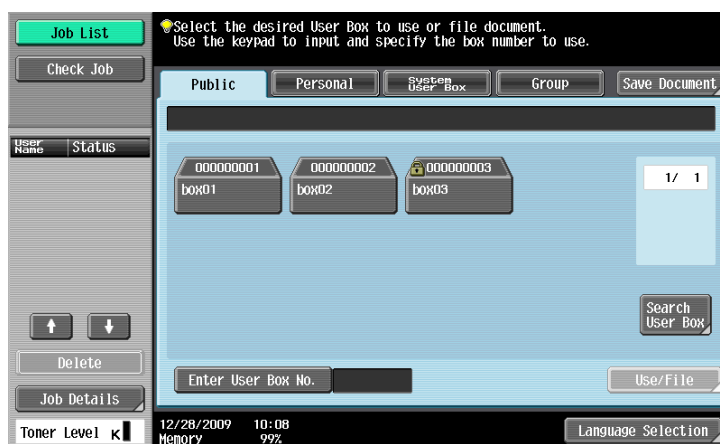 Job List
Select the desired User Box to use or file document.
Use the keypad to input and specify the box number to use.
Check Job
Public
Personal
System
User Box
Group
Save Document
User
Name
Status
000000001
box01
000000002
box02
000000003
box03
1/ 1
Search
User Box
Delete
Enter User Box No.
Use/File
Job Details
Toner Level K
12/28/2009 10:08
Memory 99%
Language Selection